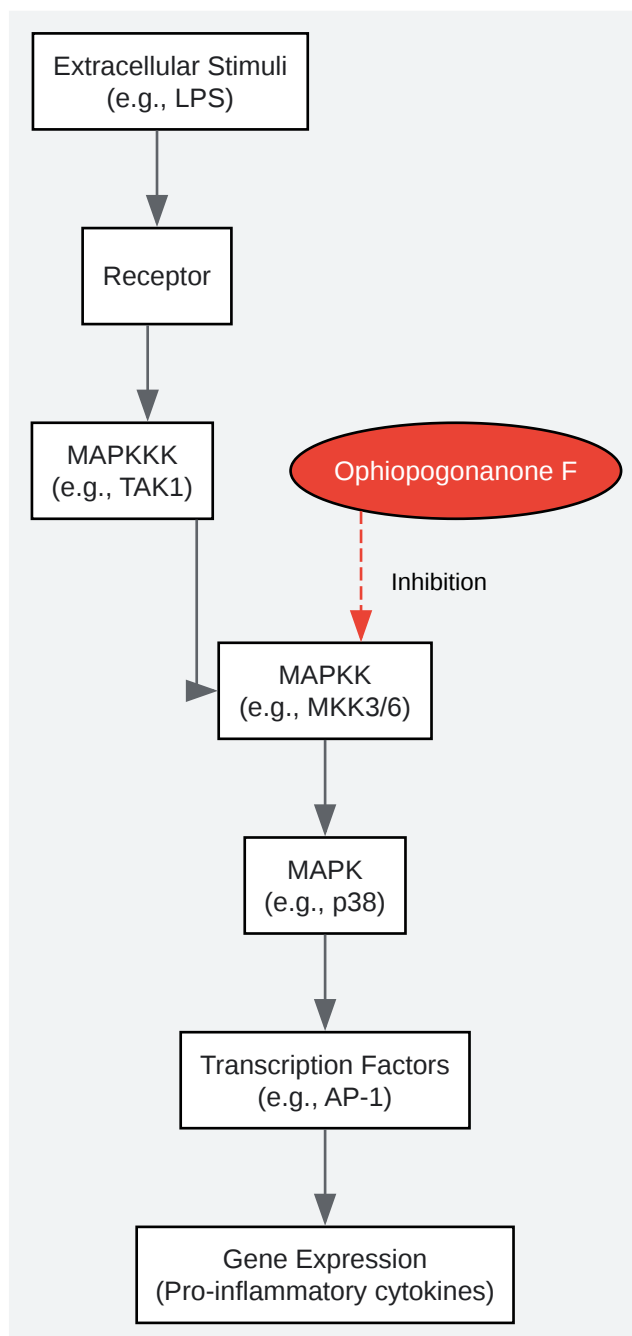 Extracellular Stimuli
(e.g., LPS)
Receptor
MAPKKK
(e.g., TAK1)
Ophiopogonanone F
Inhibition
MAPKK
(e.g., MKK3/6)
MAPK
(e.g., p38)
Transcription Factors
(e.g., AP-1)
Gene Expression
(Pro-inflammatory cytokines)